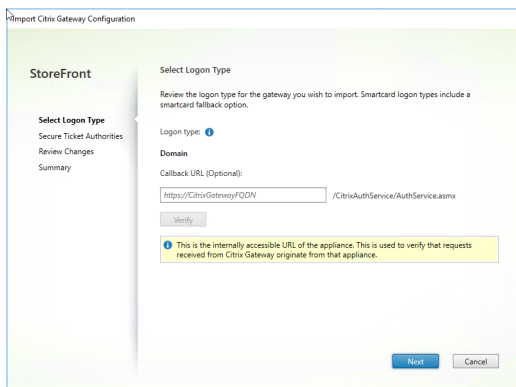 Import Citrix Gateway Configuration
StoreFront
Select Logon Type
Secure Ticket Authorities
Review Changes
Summary
Select Logon Type
Review the logon type for the gateway you wish to import. Smartcard logon types include a
smartcard fallback option.
Logon type:
Domain
Callback URL (Optional):
https://CitrixGatewayFQDN /CitrixAuthService/AuthService.asmx
Verify
This is the internally accessible URL of the appliance. This is used to verify that requests
received from Citrix Gateway originate from that appliance.
Next Cancel